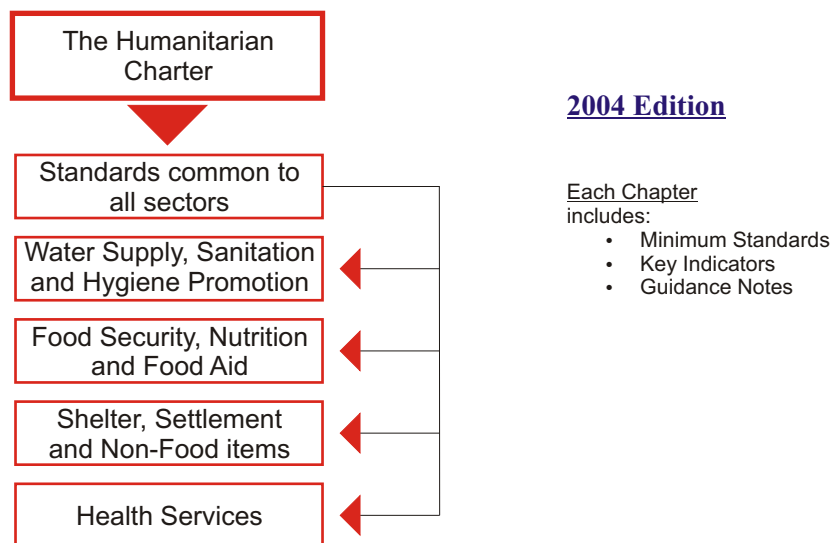 The Humanitarian
Charter
Standards common to
all sectors
Water Supply, Sanitation
and Hygiene Promotion
Food Security, Nutrition
and Food Aid
Shelter, Settlement
and Non-Food items
Health Services
2004 Edition
Each Chapter
includes:
• Minimum Standards
• Key Indicators
• Guidance Notes